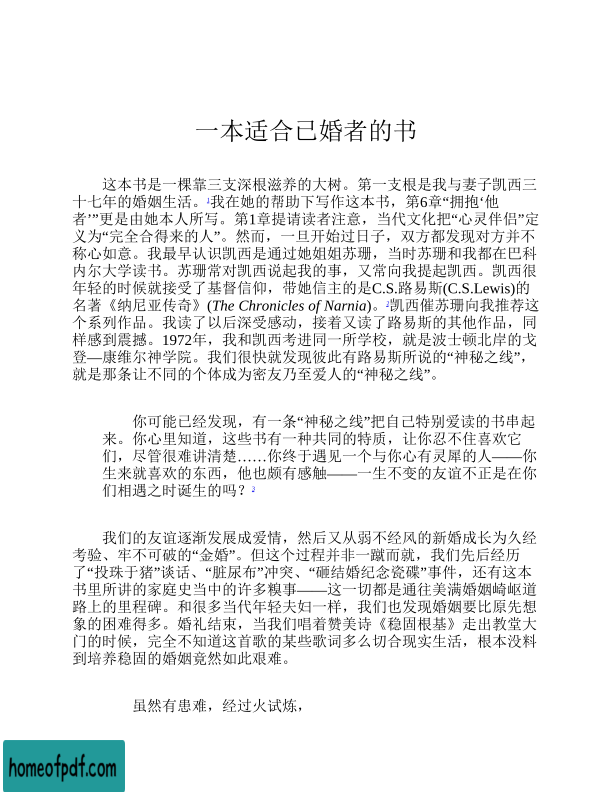 一本适合已婚者的书
这本书是一棵靠三支深根滋养的大树。第一支根是我与妻子凯西三
十七年的婚姻生活。1我在她的帮助下写作这本书，第6章“拥抱‘他
者’”更是由她本人所写。第1章提请读者注意，当代文化把“心灵伴侣”定
义为“完全合得来的人”。然而，一旦开始过日子，双方都发现对方并不
称心如意。我最早认识凯西是通过她姐姐苏珊，当时苏珊和我都在巴科
内尔大学读书。苏珊常对凯西说起我的事，又常向我提起凯西。凯西很
年轻的时候就接受了基督信仰，带她信主的是C.S.路易斯(C.S.Lewis)的
名著《纳尼亚传奇》(The Chronicles of Narnia)。2凯西催苏珊向我推荐这
个系列作品。我读了以后深受感动，接着又读了路易斯的其他作品，同
样感到震撼。1972年，我和凯西考进同一所学校，就是波士顿北岸的戈
登—康维尔神学院。我们很快就发现彼此有路易斯所说的“神秘之线”，
就是那条让不同的个体成为密友乃至爱人的“神秘之线”。
你可能已经发现，有一条“神秘之线”把自己特别爱读的书串起
来。你心里知道，这些书有一种共同的特质，让你忍不住喜欢它
们，尽管很难讲清楚……你终于遇见一个与你心有灵犀的人——你
生来就喜欢的东西，他也颇有感触——一生不变的友谊不正是在你
们相遇之时诞生的吗？3
我们的友谊逐渐发展成爱情，然后又从弱不经风的新婚成长为久经
考验、牢不可破的“金婚”。但这个过程并非一蹴而就，我们先后经历
了“投珠于猪”谈话、“脏尿布”冲突、“砸结婚纪念瓷碟”事件，还有这本
书里所讲的家庭史当中的许多糗事——这一切都是通往美满婚姻崎岖道
路上的里程碑。和很多当代年轻夫妇一样，我们也发现婚姻要比原先想
象的困难得多。婚礼结束，当我们唱着赞美诗《稳固根基》走出教堂大
门的时候，完全不知道这首歌的某些歌词多么切合现实生活，根本没料
到培养稳固的婚姻竟然如此艰难。
虽然有患难，经过火试炼，
homeofpdf.com